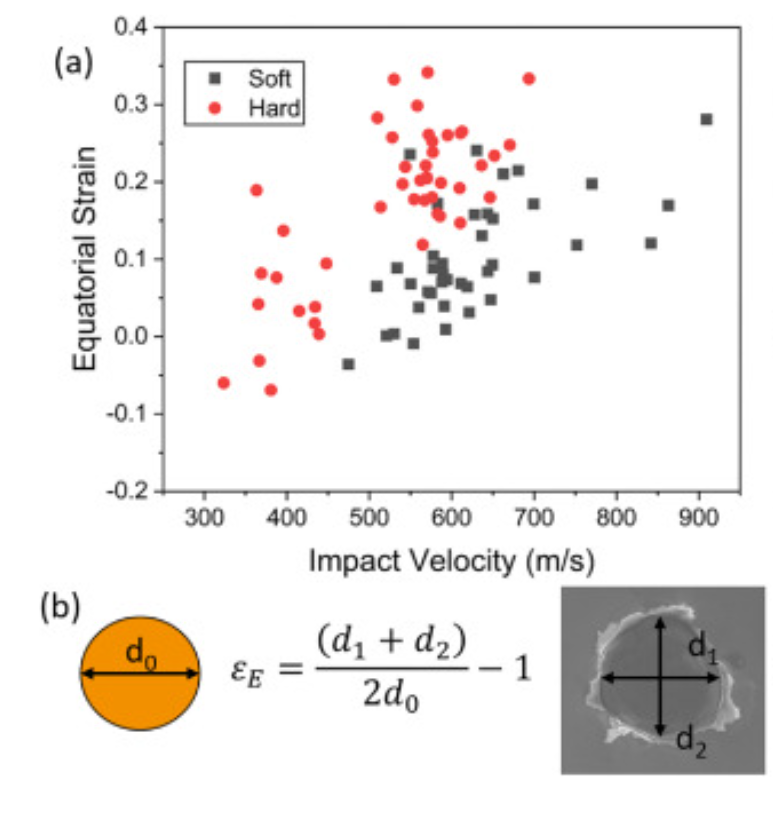 (a)
Soft
Hard
0.4
0.3
0.2
0.1
0.0
-0.1
-0.2
Equatorial Strain
300 400 500 600 700 800 900
Impact Velocity (m/s)
(b)
d₀
ε_E = (d₁ + d₂) / 2d₀ − 1
d₁
d₂